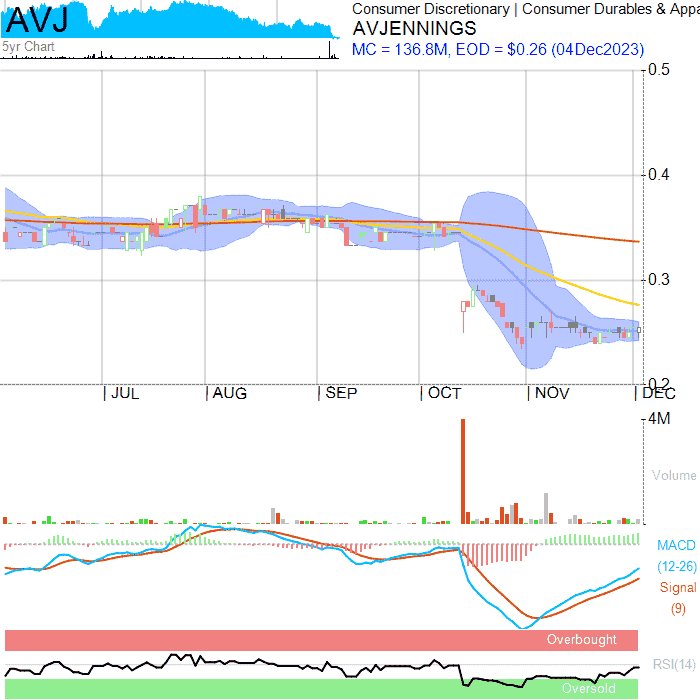 AVJ
Consumer Discretionary | Consumer Durables & Appa
AVJENNINGS
5yr Chart
MC = 136.8M, EOD = $0.26 (04Dec2023)
0.5
0.4
0.3
0.2
JUL
AUG
SEP
OCT
NOV
DEC
4M
Volume
MACD
(12-26)
Signal
(9)
Overbought
RSI(14)
Oversold